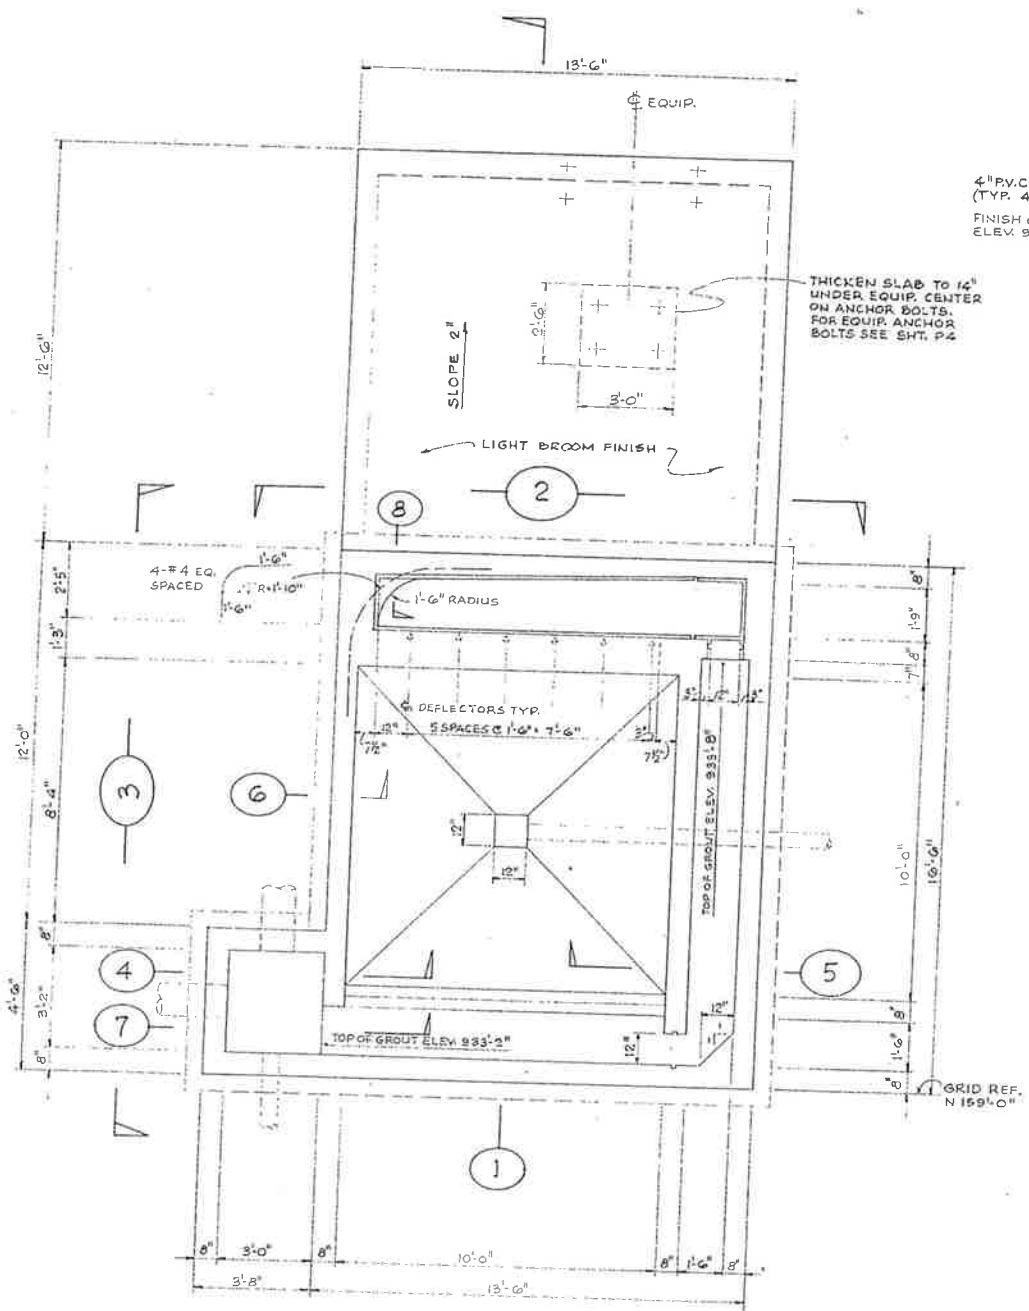 13'-6"
℄ EQUIP.
4" P.V.C
(TYP. 4
FINISH
ELEV. 9
THICKEN SLAB TO 14"
UNDER EQUIP. CENTER
ON ANCHOR BOLTS.
FOR EQUIP. ANCHOR
BOLTS SEE SHT. P4
12'-6"
2'-6"
3'-0"
SLOPE 2"
LIGHT BROOM FINISH
2
8
4-#4 EQ.
SPACED
1'-6"
R=1'-10"
1'-6"
1'-6" RADIUS
2'-5"
1'-3"
8"
1'-9"
8"
12'-0"
8'-4"
3
6
DEFLECTORS TYP.
12"
5 SPACES @ 1'-6" = 7'-6"
7½"
7½"
3"
12"
3"
12"
12"
TOP OF GROUT ELEV. 933'-8"
10'-0"
16'-6"
8"
3'-2"
8"
4'-6"
4
7
5
TOP OF GROUT ELEV. 933'-2"
12"
12"
8"
1'-6"
8"
GRID REF.
N 159'-0"
1
8"
3'-0"
8"
10'-0"
8"
1'-6"
8"
3'-8"
13'-6"